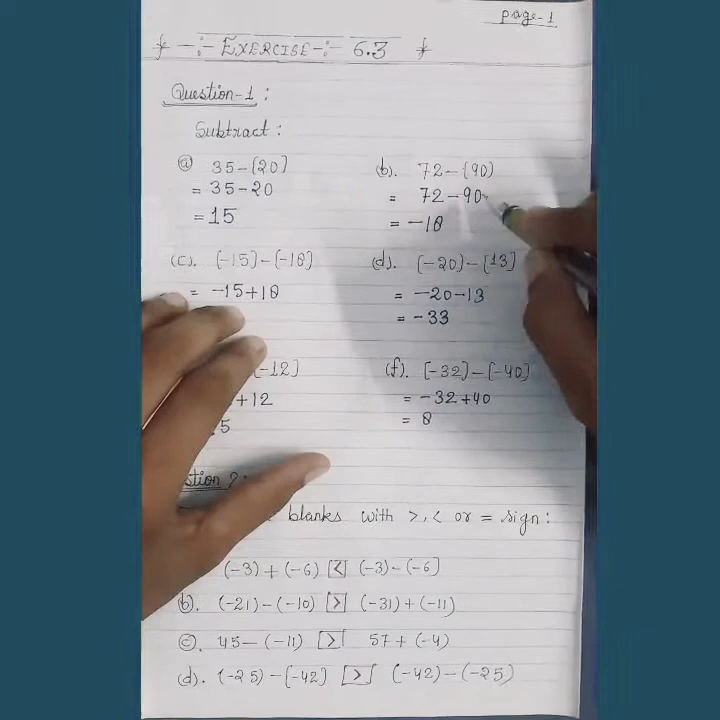 page-1
* -:- EXERCISE -:- 6.3 *
Question-1 :
Subtract :
(a) 35-(20)
= 35-20
= 15
(b). 72-(90)
= 72-90
= -18
(c). (-15)-(-18)
= -15+18
(d). (-20)-(13)
= -20-13
= -33
-12)
+12
5
(f). (-32)-(-40)
= -32+40
= 8
stion 2:
blanks with >, < or = sign:
(-3)+(-6) [<] (-3)-(-6)
(b). (-21)-(-10) [>] (-31)+(-11)
(c). 45-(-11) [>] 57+(-4)
(d). (-25)-(-42) [>] (-42)-(-25)